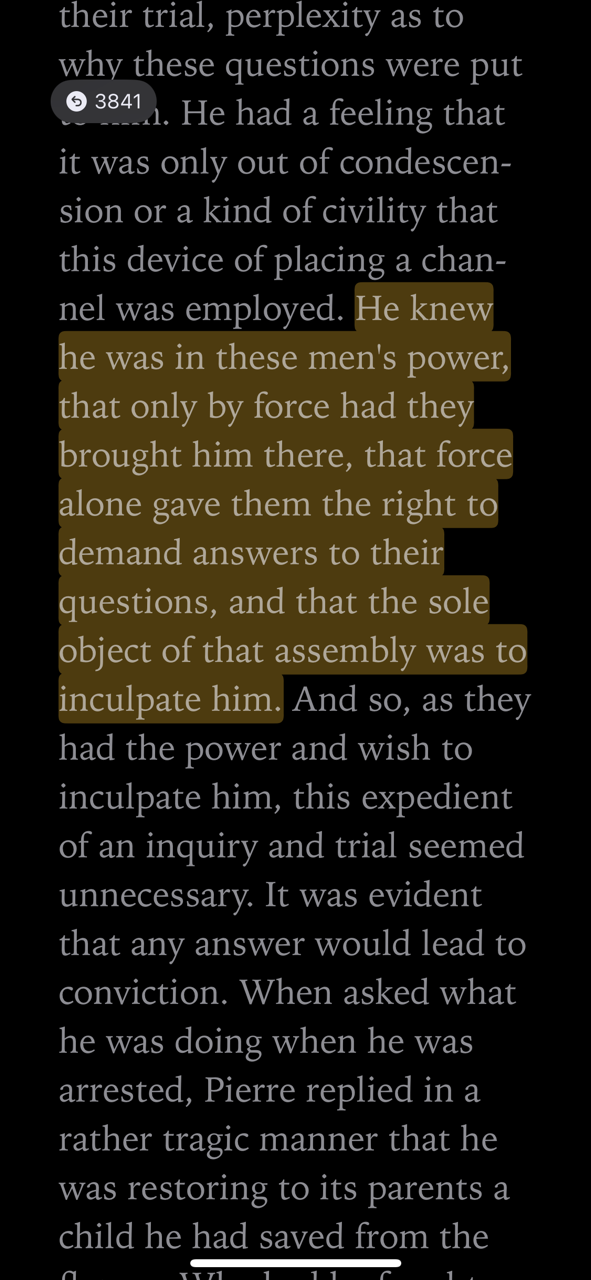 their trial, perplexity as to
why these questions were put
3841
He had a feeling that
it was only out of condescen-
sion or a kind of civility that
this device of placing a chan-
nel was employed. He knew
he was in these men's power,
that only by force had they
brought him there, that force
alone gave them the right to
demand answers to their
questions, and that the sole
object of that assembly was to
inculpate him. And so, as they
had the power and wish to
inculpate him, this expedient
of an inquiry and trial seemed
unnecessary. It was evident
that any answer would lead to
conviction. When asked what
he was doing when he was
arrested, Pierre replied in a
rather tragic manner that he
was restoring to its parents a
child he had saved from the